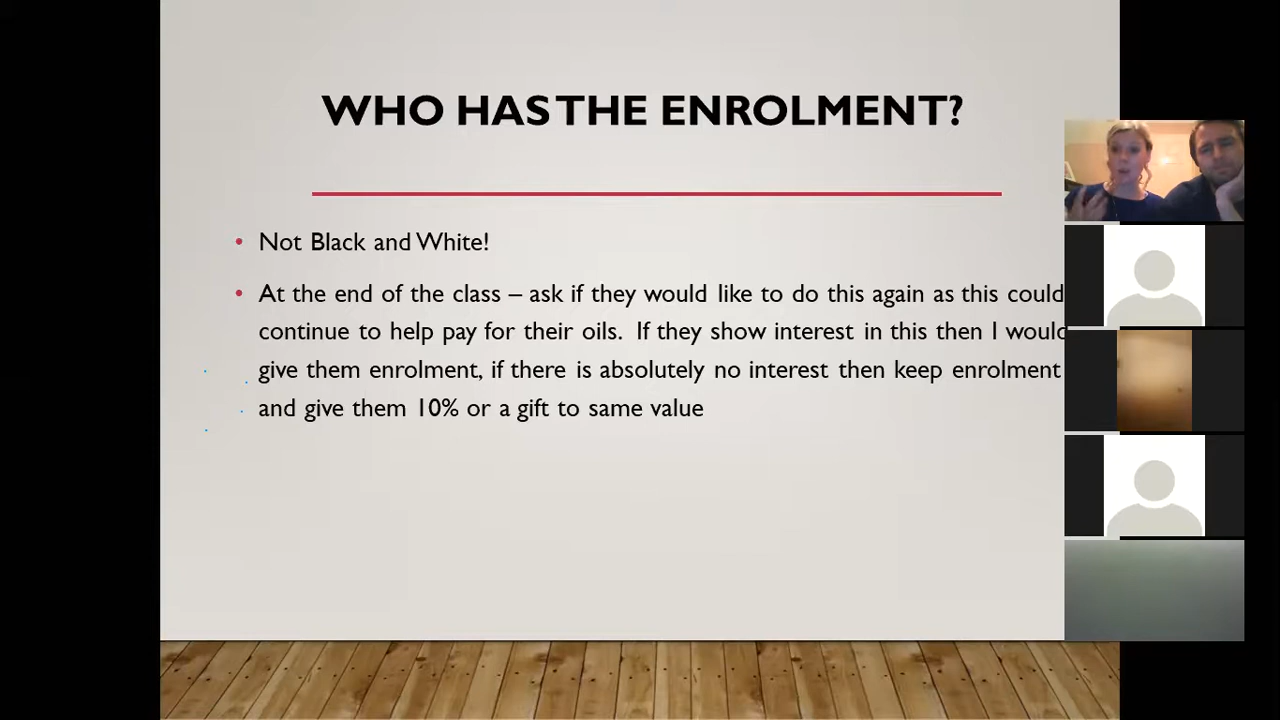 WHO HAS THE ENROLMENT?
• Not Black and White!
• At the end of the class – ask if they would like to do this again as this could
continue to help pay for their oils. If they show interest in this then I would
give them enrolment, if there is absolutely no interest then keep enrolment
and give them 10% or a gift to same value